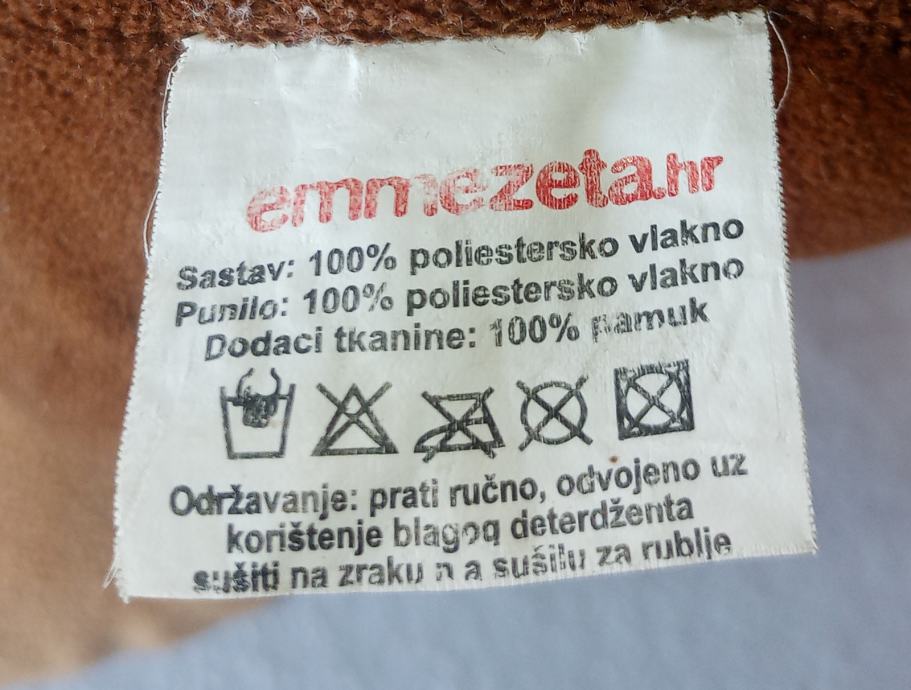 emmezeta.hr
Sastav: 100% poliestersko vlakno
Punilo: 100% poliestersko vlakno
Dodaci tkanine: 100% pamuk
Održavanje: prati ručno, odvojeno uz
korištenje blagog deterdženta
sušiti na zraku n a sušilu za rublje